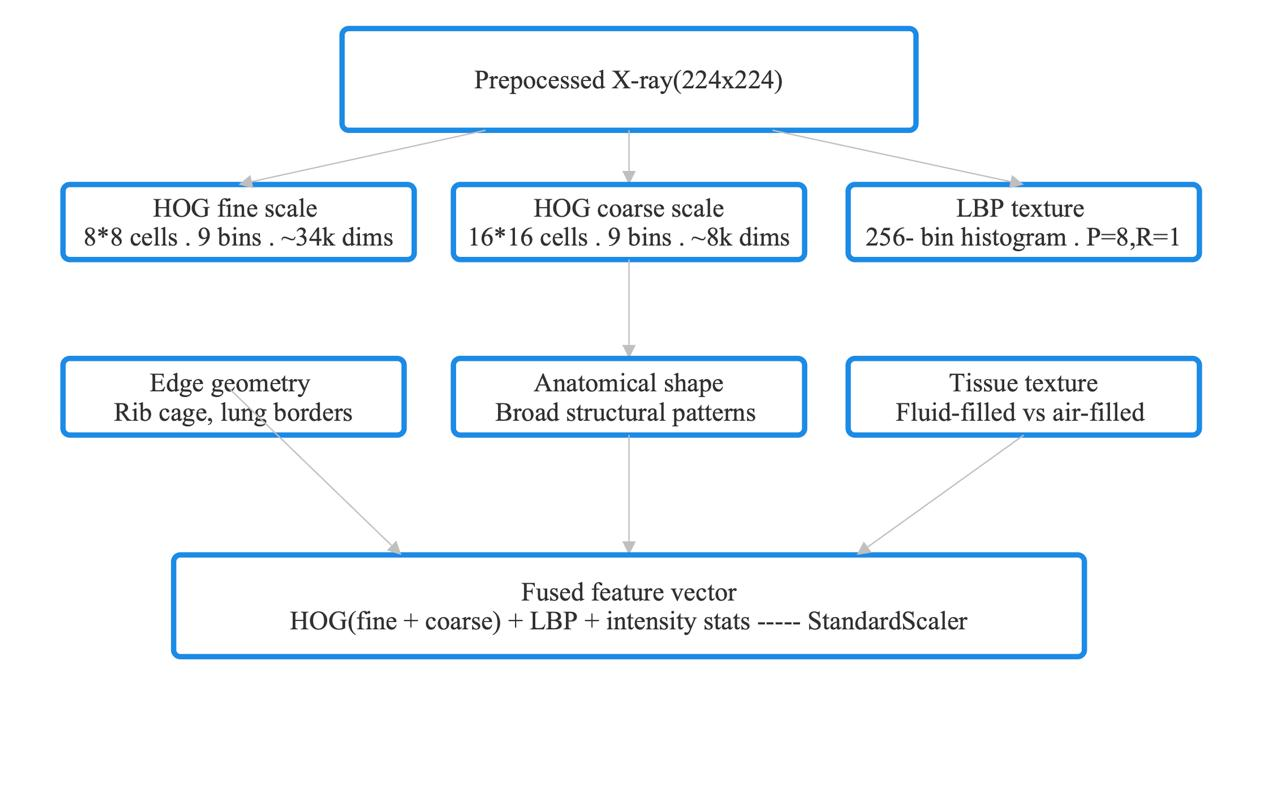 Prepocessed X-ray(224x224)
HOG fine scale
8*8 cells . 9 bins . ~34k dims
HOG coarse scale
16*16 cells . 9 bins . ~8k dims
LBP texture
256- bin histogram . P=8,R=1
Edge geometry
Rib cage, lung borders
Anatomical shape
Broad structural patterns
Tissue texture
Fluid-filled vs air-filled
Fused feature vector
HOG(fine + coarse) + LBP + intensity stats ----- StandardScaler